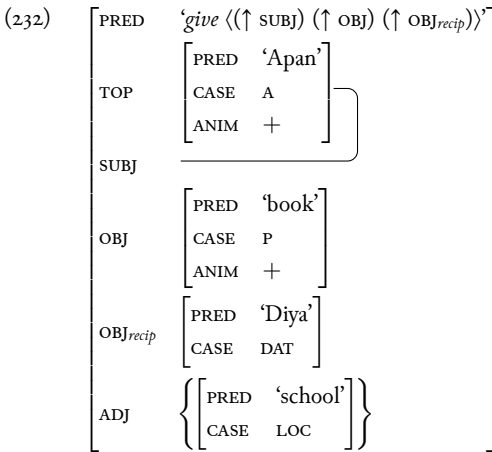 (232)
PRED ‘give ⟨(↑ SUBJ) (↑ OBJ) (↑ OBJrecip)⟩’
PRED ‘Apan’
TOP CASE A
ANIM +
SUBJ
PRED ‘book’
OBJ CASE P
ANIM +
PRED ‘Diya’
OBJrecip
CASE DAT
PRED ‘school’
ADJ
CASE LOC